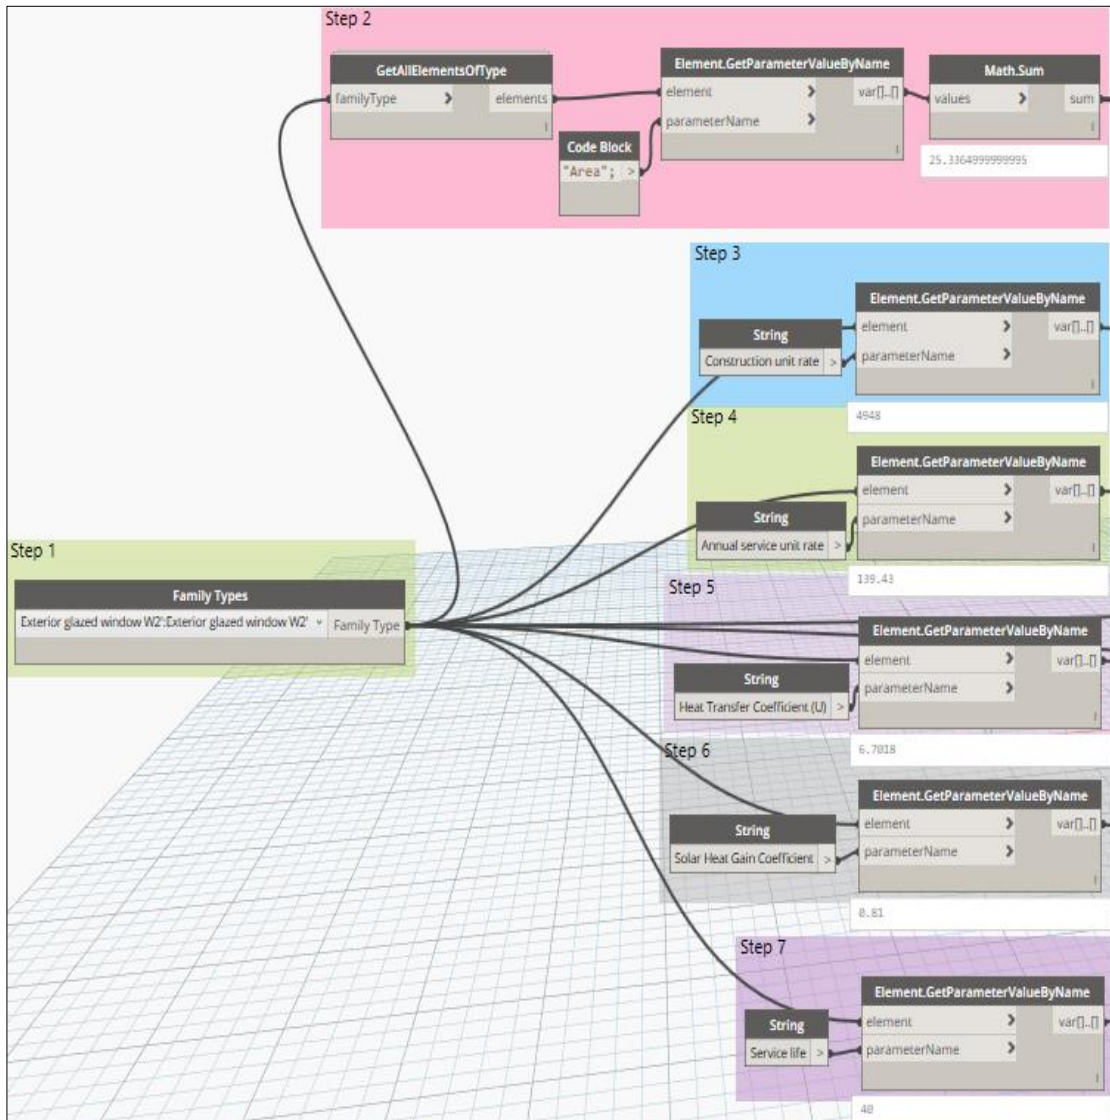 Step 2
GetAllElementsOfType
familyType > elements
Element.GetParameterValueByName
element > var[]..[]
parameterName >
Code Block
"Area"; >
Math.Sum
values > sum
25.3364999999995
Step 3
Element.GetParameterValueByName
element > var[]..[]
parameterName >
String
Construction unit rate >
4948
Step 4
Element.GetParameterValueByName
element > var[]..[]
parameterName >
String
Annual service unit rate >
139.43
Step 1
Family Types
Exterior glazed window W2':Exterior glazed window W2' Family Type
Step 5
Element.GetParameterValueByName
element > var[]..[]
parameterName >
String
Heat Transfer Coefficient (U) >
6.7018
Step 6
Element.GetParameterValueByName
element > var[]..[]
parameterName >
String
Solar Heat Gain Coefficient >
0.81
Step 7
Element.GetParameterValueByName
element > var[]..[]
parameterName >
String
Service life >
40